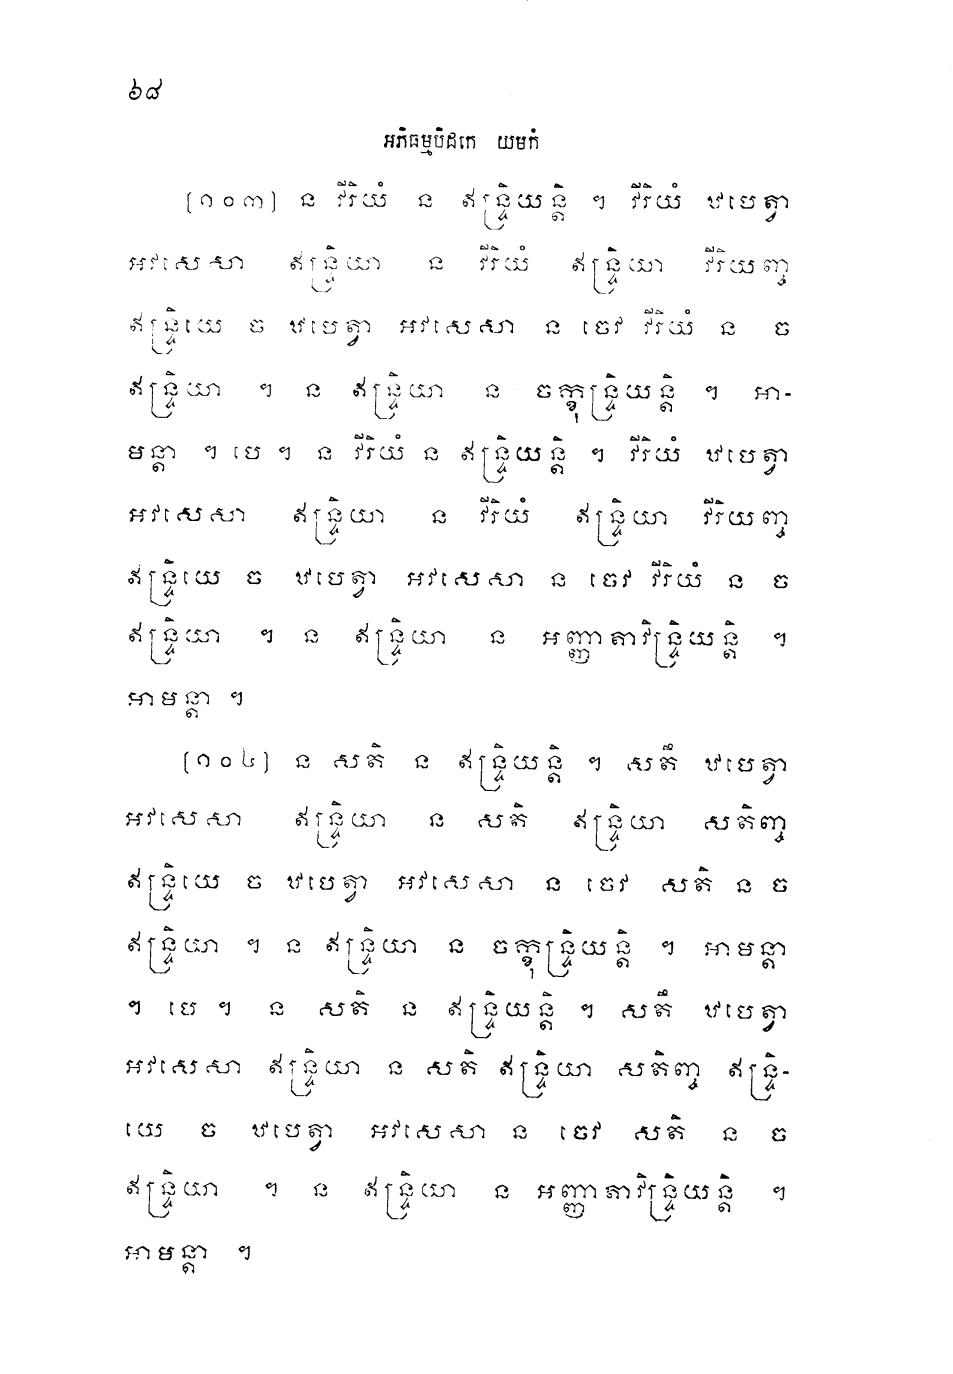 ៦៨
អភិធម្មបិដកេ យមកំ
[១០៣] ន វីរិយំ ន ឥន្ទ្រិយន្តិ ។ វីរិយំ ឋបេត្វា
អវសេសា ឥន្ទ្រិយា ន វីរិយំ ឥន្ទ្រិយា វីរិយញ្ច
ឥន្ទ្រិយេ ច ឋបេត្វា អវសេសា ន ចេវ វីរិយំ ន ច
ឥន្ទ្រិយា ។ ន ឥន្ទ្រិយា ន ចក្ខុន្ទ្រិយន្តិ ។ អា-
មន្តា ។ បេ ។ ន វីរិយំ ន ឥន្ទ្រិយន្តិ ។ វីរិយំ ឋបេត្វា
អវសេសា ឥន្ទ្រិយា ន វីរិយំ ឥន្ទ្រិយា វីរិយញ្ច
ឥន្ទ្រិយេ ច ឋបេត្វា អវសេសា ន ចេវ វីរិយំ ន ច
ឥន្ទ្រិយា ។ ន ឥន្ទ្រិយា ន អញ្ញាតាវិន្ទ្រិយន្តិ ។
អាមន្តា ។
[១០៤] ន សតិ ន ឥន្ទ្រិយន្តិ ។ សតឹ ឋបេត្វា
អវសេសា ឥន្ទ្រិយា ន សតិ ឥន្ទ្រិយា សតិញ្ច
ឥន្ទ្រិយេ ច ឋបេត្វា អវសេសា ន ចេវ សតិ ន ច
ឥន្ទ្រិយា ។ ន ឥន្ទ្រិយា ន ចក្ខុន្ទ្រិយន្តិ ។ អាមន្តា
។ បេ ។ ន សតិ ន ឥន្ទ្រិយន្តិ ។ សតឹ ឋបេត្វា
អវសេសា ឥន្ទ្រិយា ន សតិ ឥន្ទ្រិយា សតិញ្ច ឥន្ទ្រិ-
យេ ច ឋបេត្វា អវសេសា ន ចេវ សតិ ន ច
ឥន្ទ្រិយា ។ ន ឥន្ទ្រិយា ន អញ្ញាតាវិន្ទ្រិយន្តិ ។
អាមន្តា ។